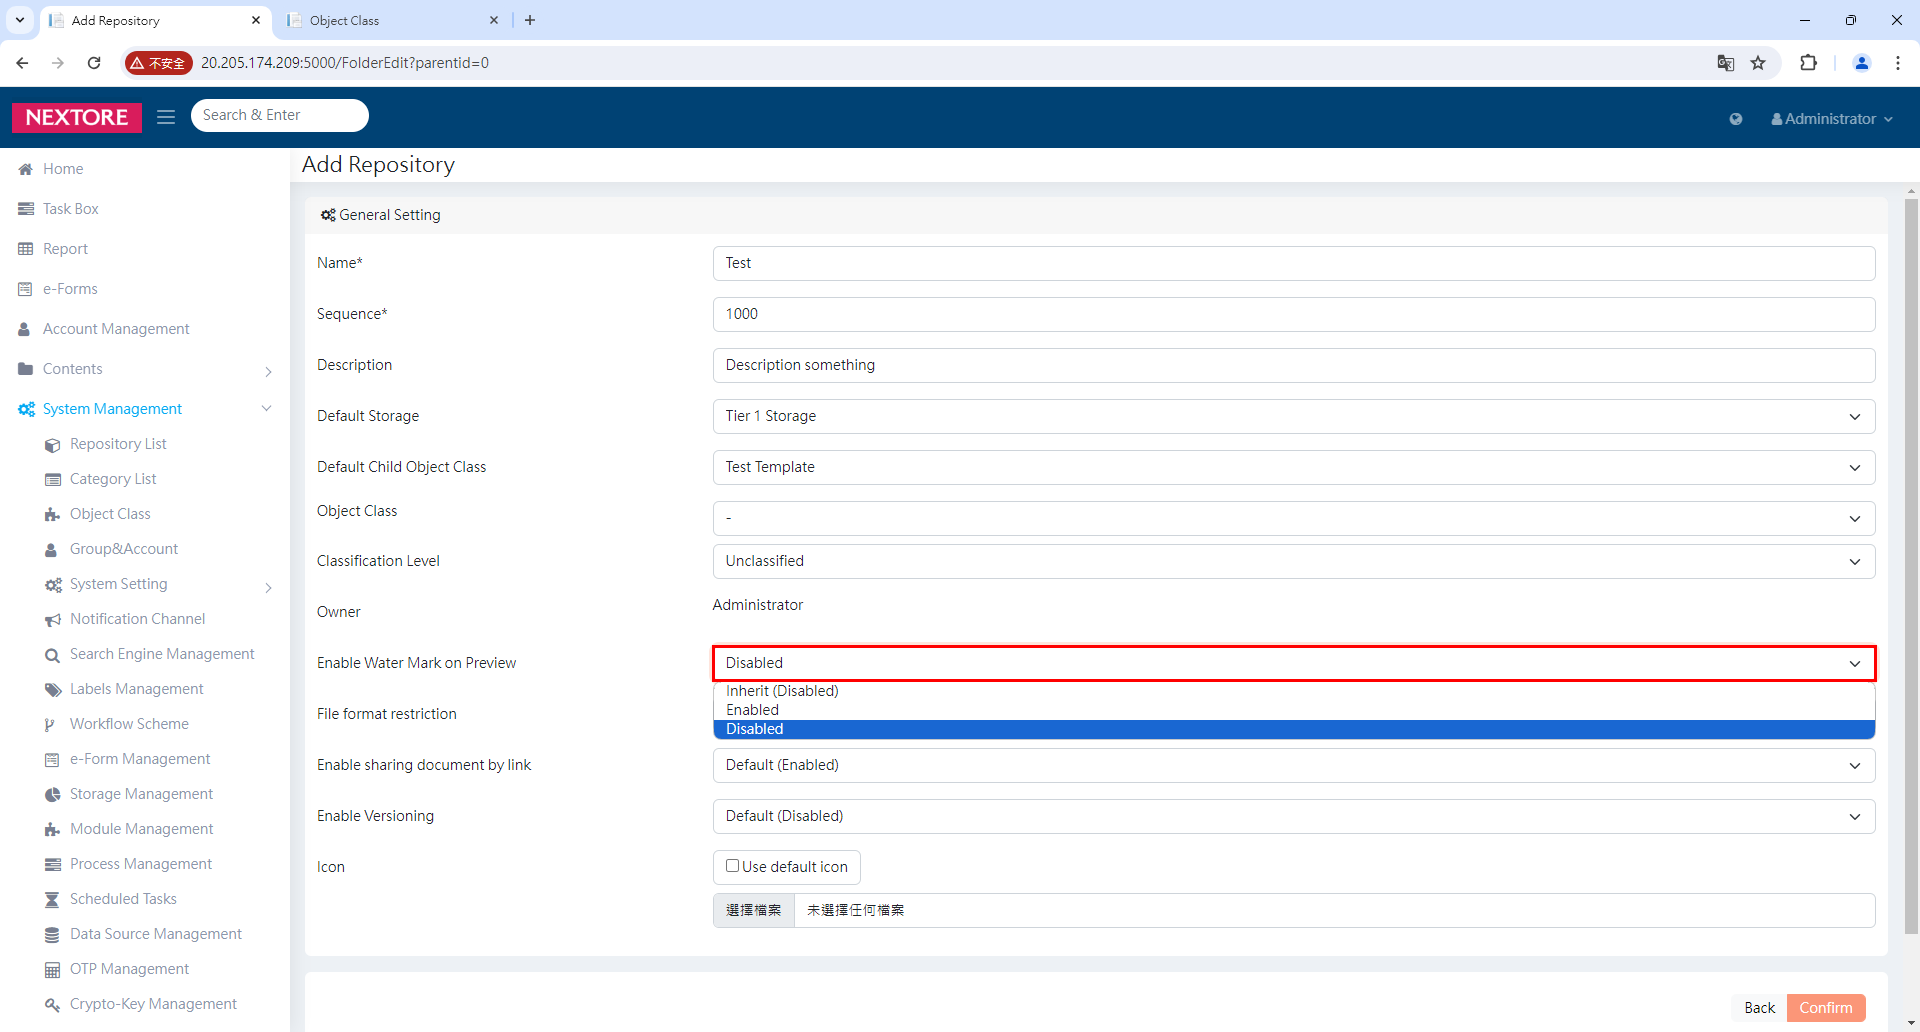 Add Repository
Object Class
不安全
20.205.174.209:5000/FolderEdit?parentid=0
NEXTORE
Search & Enter
Administrator
Home
Task Box
Report
e-Forms
Account Management
Contents
System Management
Repository List
Category List
Object Class
Group&Account
System Setting
Notification Channel
Search Engine Management
Labels Management
Workflow Scheme
e-Form Management
Storage Management
Module Management
Process Management
Scheduled Tasks
Data Source Management
OTP Management
Crypto-Key Management
Add Repository
General Setting
Name*
Test
Sequence*
1000
Description
Description something
Default Storage
Tier 1 Storage
Default Child Object Class
Test Template
Object Class
-
Classification Level
Unclassified
Owner
Administrator
Enable Water Mark on Preview
Disabled
Inherit (Disabled)
Enabled
Disabled
File format restriction
Enable sharing document by link
Default (Enabled)
Enable Versioning
Default (Disabled)
Icon
Use default icon
選擇檔案 未選擇任何檔案
Back
Confirm